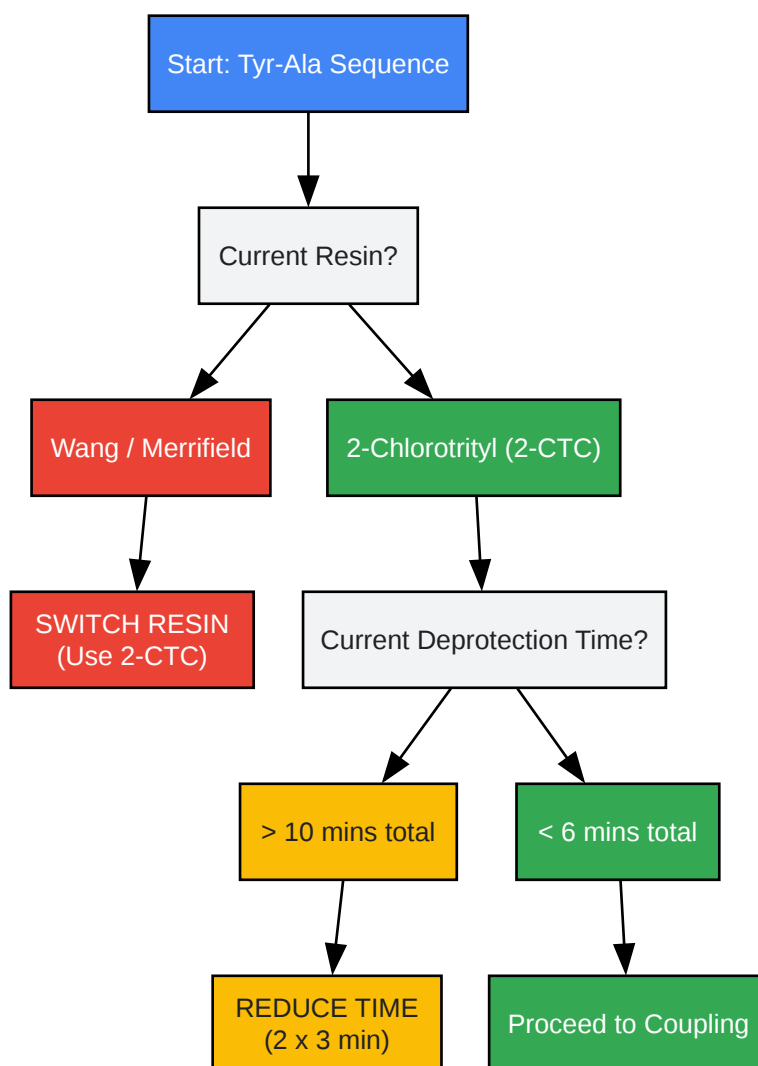 Start: Tyr-Ala Sequence
Current Resin?
Wang / Merrifield
2-Chlorotrityl (2-CTC)
SWITCH RESIN
(Use 2-CTC)
Current Deprotection Time?
> 10 mins total
< 6 mins total
REDUCE TIME
(2 x 3 min)
Proceed to Coupling